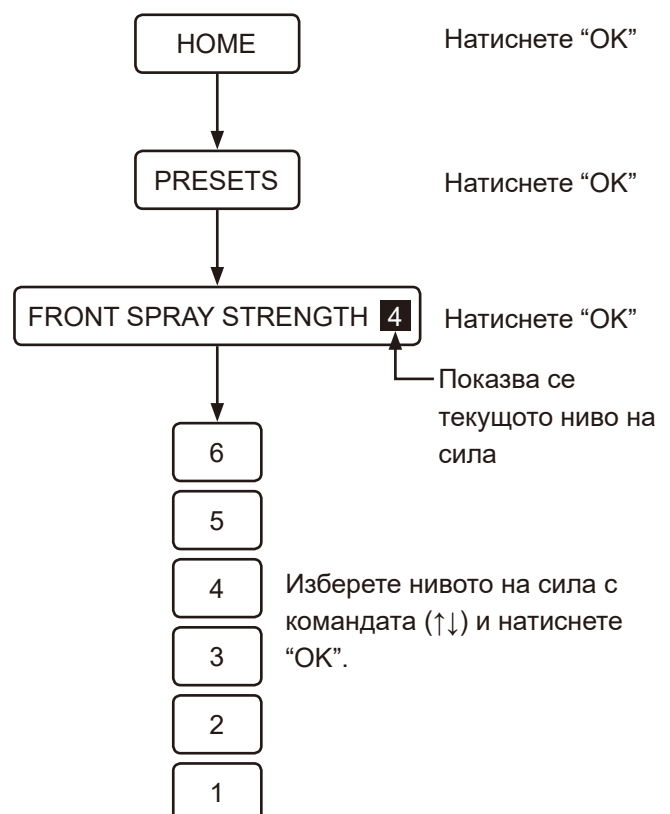 HOME
Натиснете “OK”
PRESETS
Натиснете “OK”
FRONT SPRAY STRENGTH 4
Натиснете “OK”
Показва се
текущото ниво на
сила
6
5
4
Изберете нивото на сила с
командата (↑↓) и натиснете
“OK”.
3
2
1